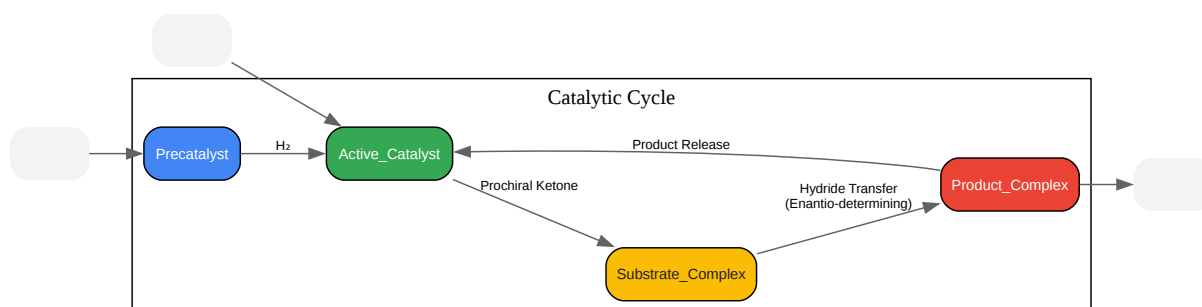 Catalytic Cycle
Precatalyst
H₂
Active_Catalyst
Product Release
Prochiral Ketone
Hydride Transfer
(Enantio-determining)
Product_Complex
Substrate_Complex